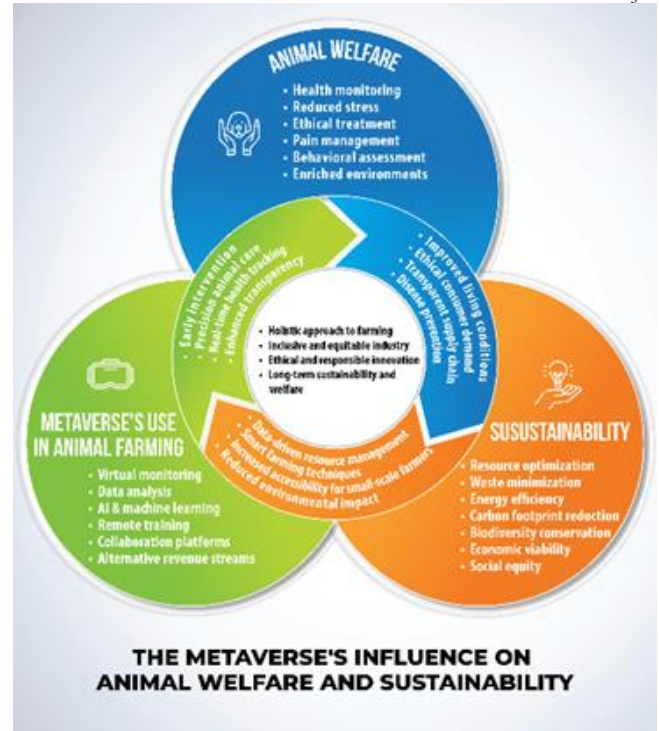 ANIMAL WELFARE
• Health monitoring
• Reduced stress
• Ethical treatment
• Pain management
• Behavioral assessment
• Enriched environments
• Early intervention
• Precision animal care
• Real-time health tracking
• Enhanced transparency
• Improved living conditions
• Ethical consumer demand
• Transparent supply chain
• Disease prevention
• Holistic approach to farming
• Inclusive and equitable industry
• Ethical and responsible innovation
• Long-term sustainability and
welfare
• Data-driven resource management
• Smart farming techniques
• Increased accessibility for small-scale farmers
• Reduced environmental impact
METAVERSE'S USE
IN ANIMAL FARMING
• Virtual monitoring
• Data analysis
• AI & machine learning
• Remote training
• Collaboration platforms
• Alternative revenue streams
SUSUSTAINABILITY
• Resource optimization
• Waste minimization
• Energy efficiency
• Carbon footprint reduction
• Biodiversity conservation
• Economic viability
• Social equity
THE METAVERSE'S INFLUENCE ON
ANIMAL WELFARE AND SUSTAINABILITY